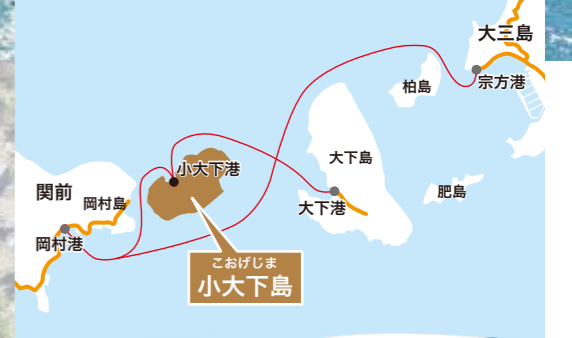 大三島
宗方港
柏島
大下島
小大下港
肥島
関前
岡村島
大下港
岡村港
こおげじま
小大下島